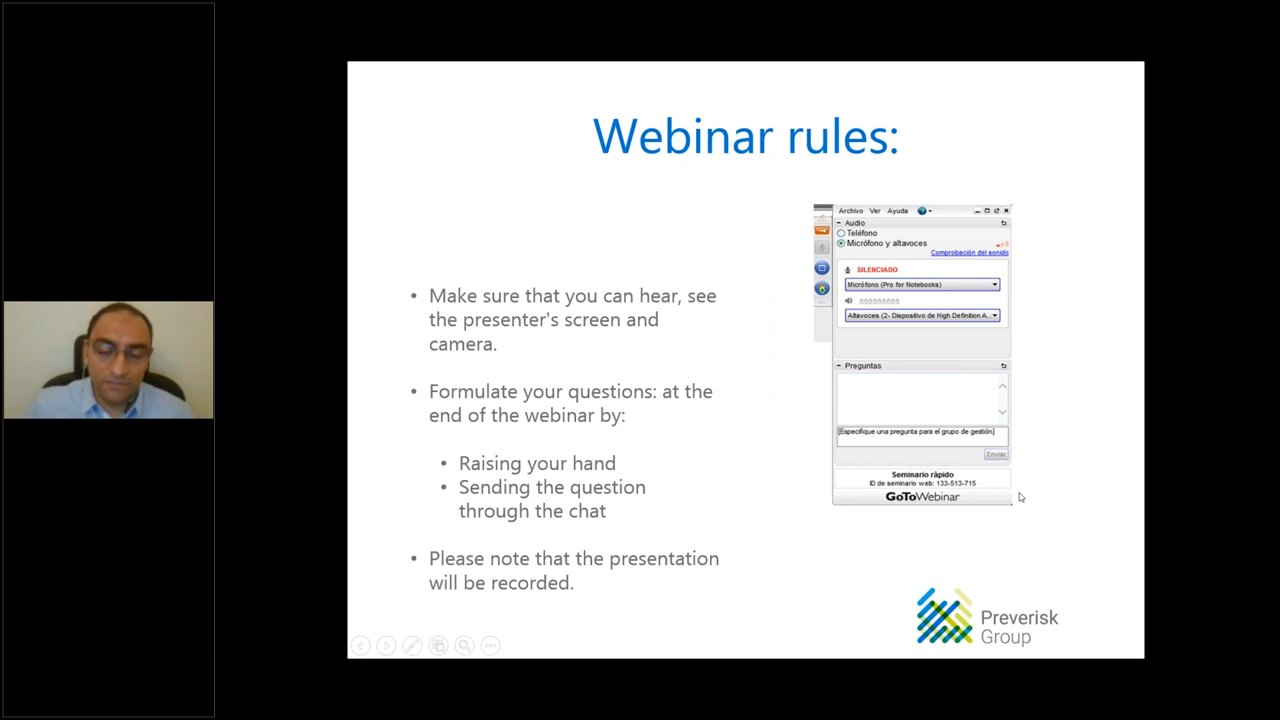 Webinar rules:
• Make sure that you can hear, see
the presenter's screen and
camera.
• Formulate your questions: at the
end of the webinar by:
• Raising your hand
• Sending the question
through the chat
• Please note that the presentation
will be recorded.
Archivo Ver Ayuda
Audio
Teléfono
Micrófono y altavoces
Comprobación del sonido
SILENCIADO
Micrófono (Pro for Notebooks)
Altavoces (2- Dispositivo de High Definition A...
Preguntas
[Especifique una pregunta para el grupo de gestión]
Enviar
Seminario rápido
ID de seminario web: 133-513-715
GoToWebinar
Preverisk
Group